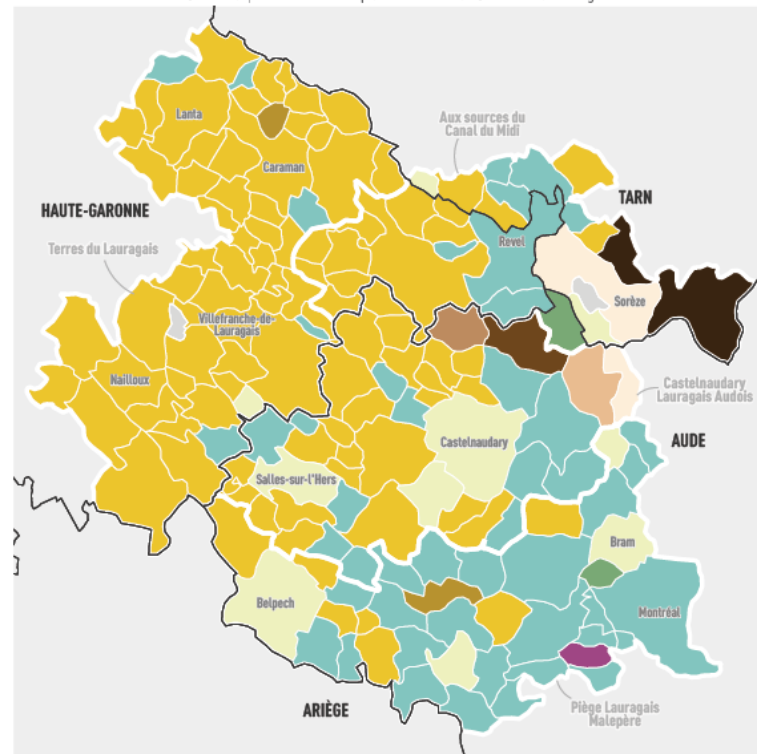 Lanta
Aux sources du
Canal du Midi
Caraman
TARN
HAUTE-GARONNE
Revel
Terres du Lauragais
Sorèze
Villefranche-de-
Lauragais
Nailloux
Castelnaudary
Lauragais Audois
Castelnaudary
AUDE
Salles-sur-l'Hers
Bram
Belpech
Montréal
ARIÈGE
Piège Lauragais
Malepère